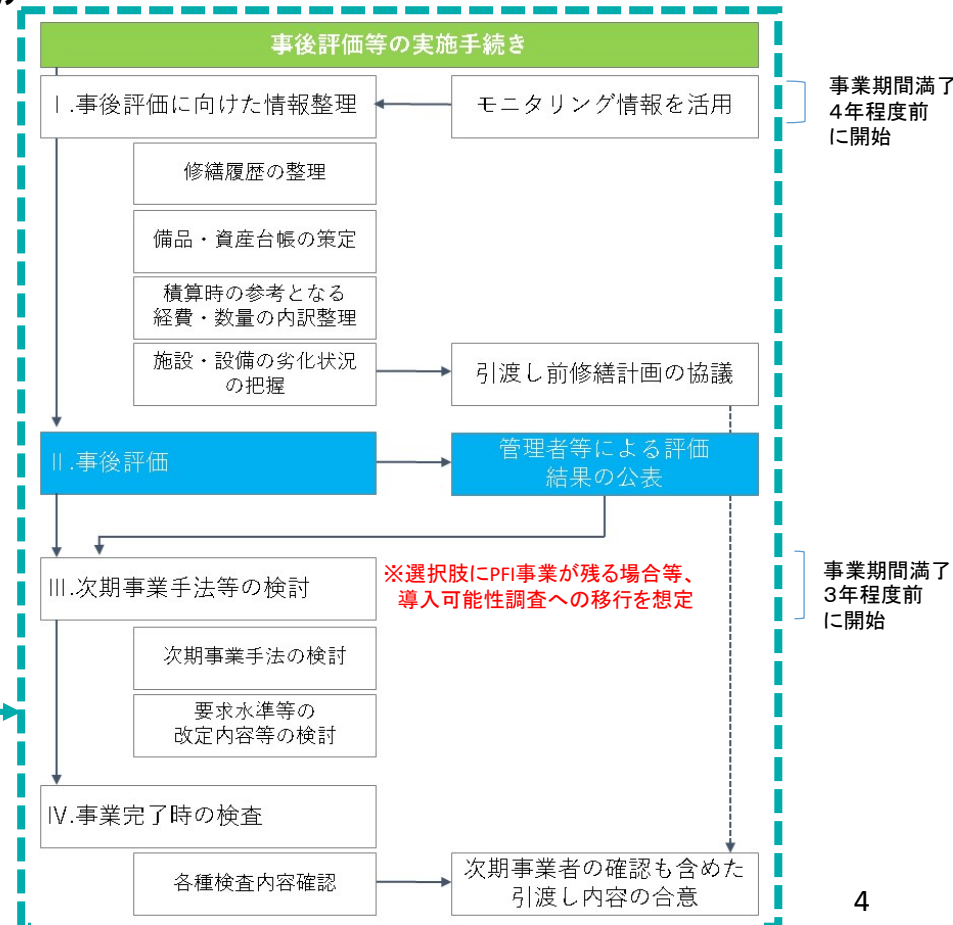 事後評価等の実施手続き
Ⅰ.事後評価に向けた情報整理
モニタリング情報を活用
事業期間満了
4年程度前
に開始
修繕履歴の整理
備品・資産台帳の策定
積算時の参考となる
経費・数量の内訳整理
施設・設備の劣化状況
の把握
引渡し前修繕計画の協議
Ⅱ.事後評価
管理者等による評価
結果の公表
Ⅲ.次期事業手法等の検討
※選択肢にPFI事業が残る場合等、
導入可能性調査への移行を想定
事業期間満了
3年程度前
に開始
次期事業手法の検討
要求水準等の
改定内容等の検討
Ⅳ.事業完了時の検査
各種検査内容確認
次期事業者の確認も含めた
引渡し内容の合意
4